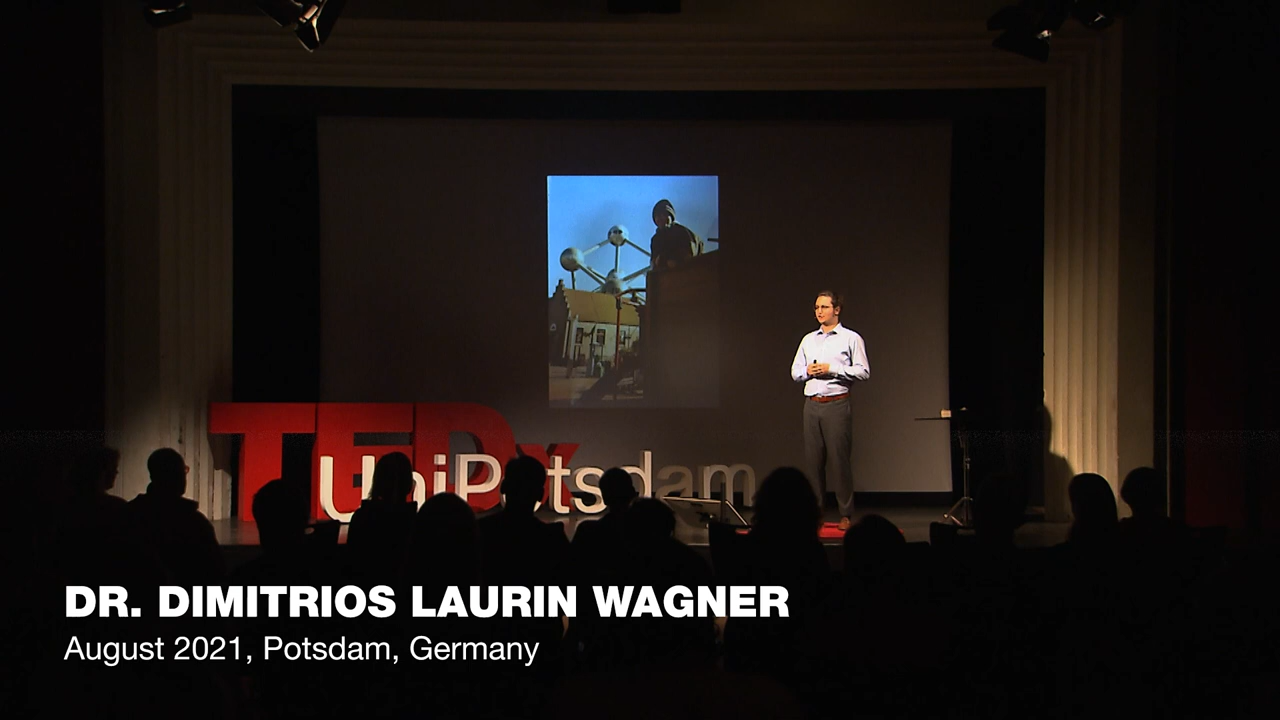 TEDx
UniPotsdam
DR. DIMITRIOS LAURIN WAGNER
August 2021, Potsdam, Germany